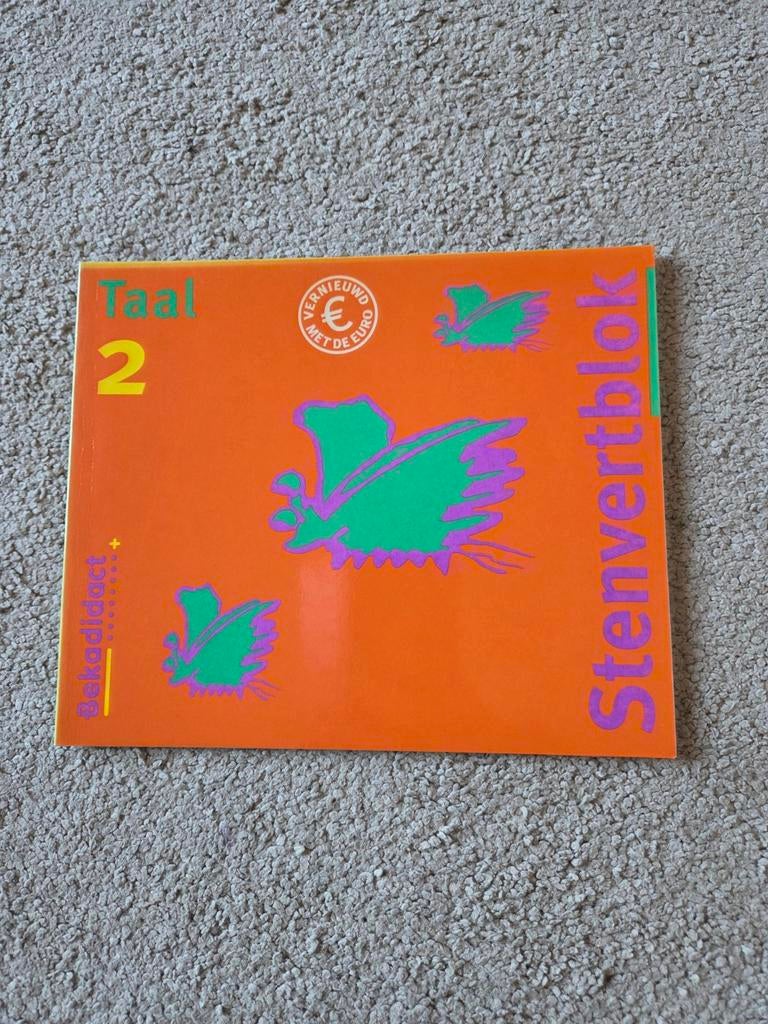 Taal
2
VERNIEUWD
€
MET DE EURO
Stenvertblok
Bekadidact